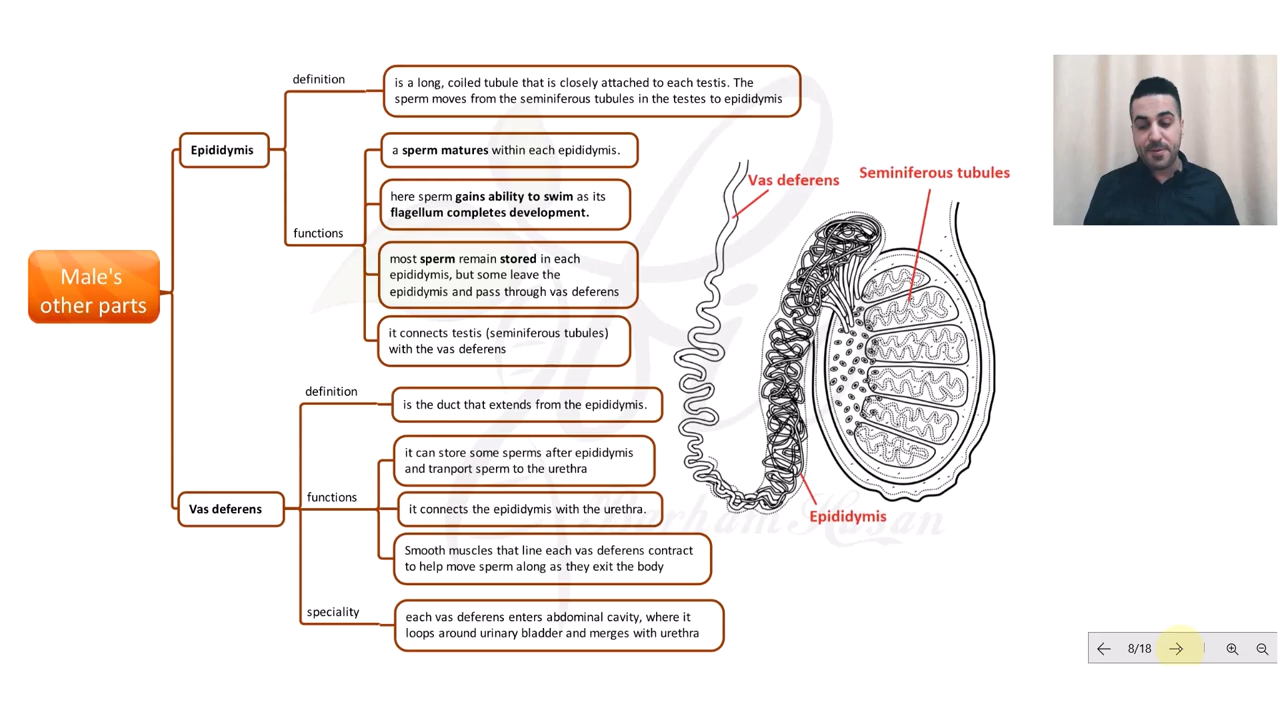 Male's
other parts
Epididymis
definition
is a long, coiled tubule that is closely attached to each testis. The
sperm moves from the seminiferous tubules in the testes to epididymis
functions
a sperm matures within each epididymis.
here sperm gains ability to swim as its
flagellum completes development.
most sperm remain stored in each
epididymis, but some leave the
epididymis and pass through vas deferens
it connects testis (seminiferous tubules)
with the vas deferens
Vas deferens
definition
is the duct that extends from the epididymis.
functions
it can store some sperms after epididymis
and tranport sperm to the urethra
it connects the epididymis with the urethra.
Smooth muscles that line each vas deferens contract
to help move sperm along as they exit the body
speciality
each vas deferens enters abdominal cavity, where it
loops around urinary bladder and merges with urethra
Vas deferens
Seminiferous tubules
Epididymis
Hasan
8/18